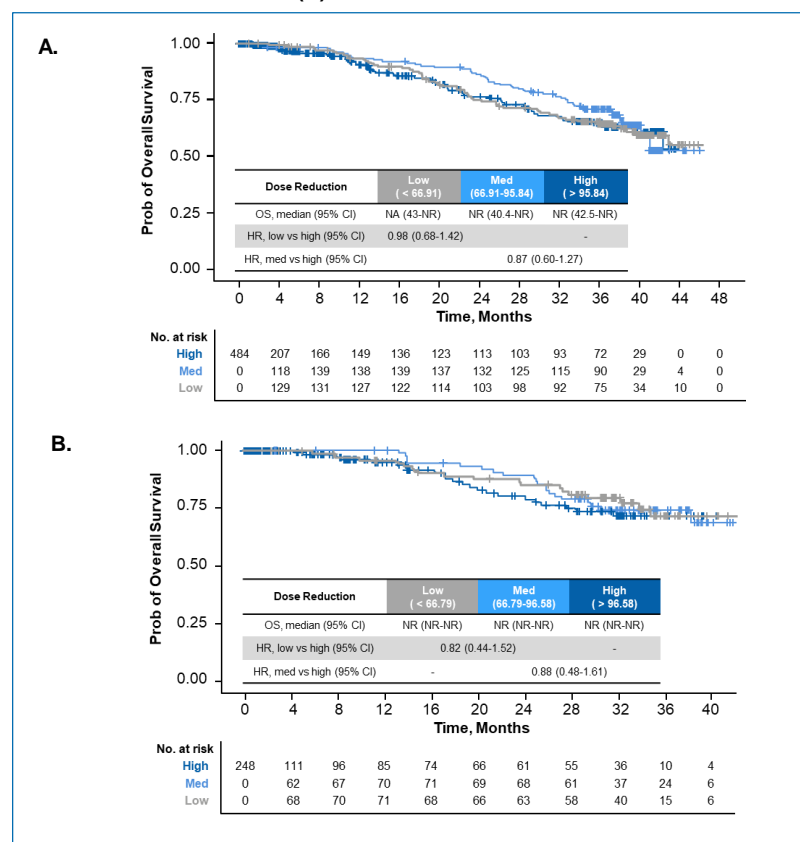 A.
1.00
0.75
0.50
0.25
0.00
Prob of Overall Survival
Dose Reduction Low (< 66.91) Med (66.91-95.84) High (> 95.84)
OS, median (95% CI) NA (43-NR) NR (40.4-NR) NR (42.5-NR)
HR, low vs high (95% CI) 0.98 (0.68-1.42) -
HR, med vs high (95% CI) 0.87 (0.60-1.27)
0 4 8 12 16 20 24 28 32 36 40 44 48
Time, Months
No. at risk
High 484 207 166 149 136 123 113 103 93 72 29 0 0
Med 0 118 139 138 139 137 132 125 115 90 29 4 0
Low 0 129 131 127 122 114 103 98 92 75 34 10 0
B.
1.00
0.75
0.50
0.25
0.00
Prob of Overall Survival
Dose Reduction Low (< 66.79) Med (66.79-96.58) High (> 96.58)
OS, median (95% CI) NR (NR-NR) NR (NR-NR) NR (NR-NR)
HR, low vs high (95% CI) 0.82 (0.44-1.52) -
HR, med vs high (95% CI) - 0.88 (0.48-1.61)
0 4 8 12 16 20 24 28 32 36 40
Time, Months
No. at risk
High 248 111 96 85 74 66 61 55 36 10 4
Med 0 62 67 70 71 69 68 61 37 24 6
Low 0 68 70 71 68 66 63 58 40 15 6